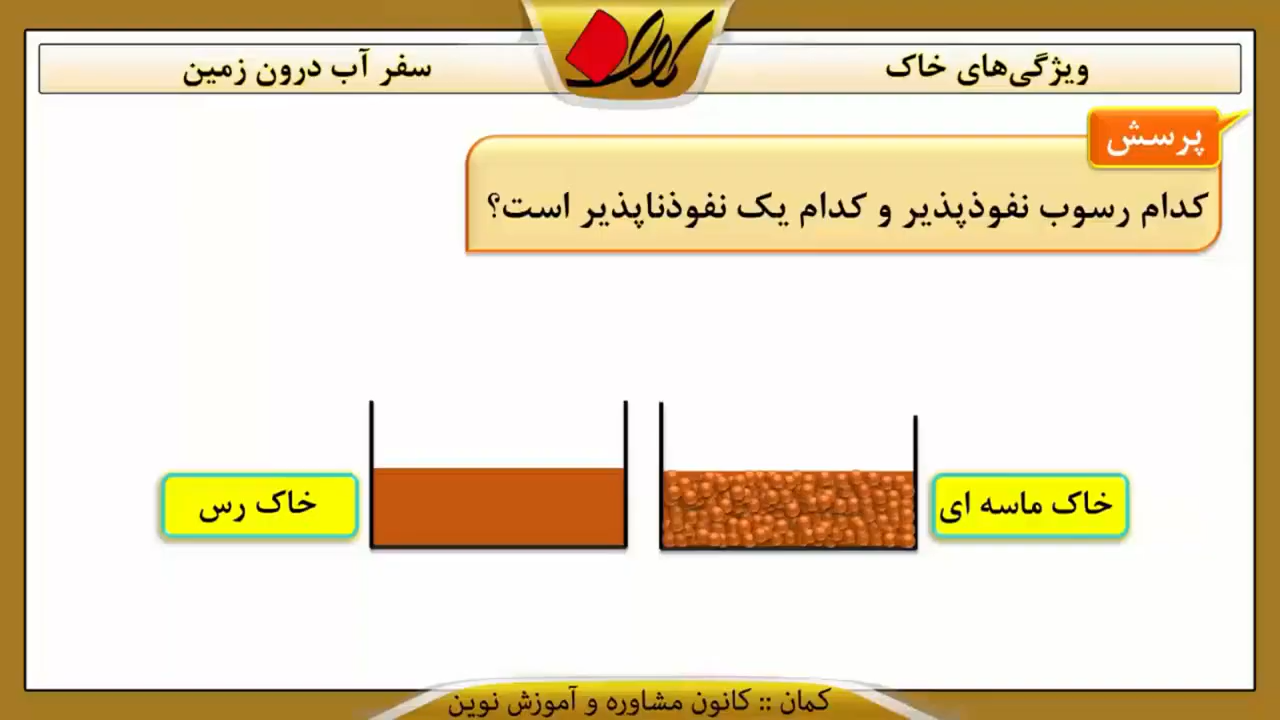 ویژگی‌های خاک
سفر آب درون زمین
کمان
پرسش
کدام رسوب نفوذپذیر و کدام یک نفوذناپذیر است؟
خاک ماسه ای
خاک رس
کمان :: کانون مشاوره و آموزش نوین